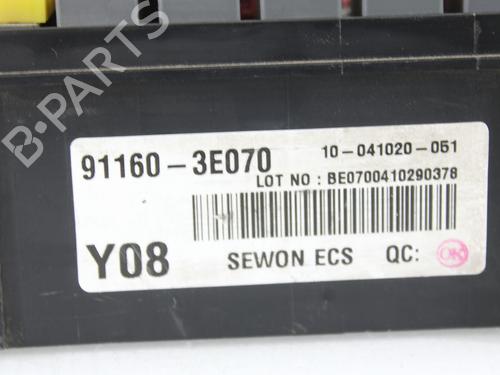 91160-3E070
10-041020-051
LOT NO : BE0700410290378
Y08
SEWON ECS
QC: OK
B-PARTS